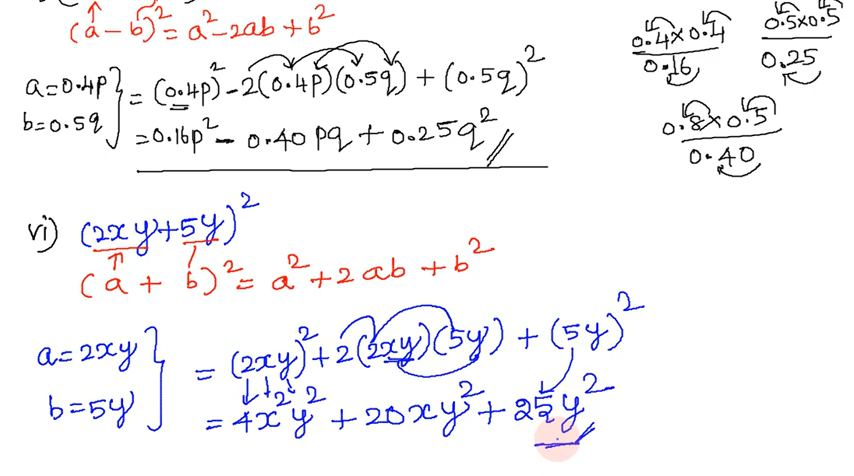 (a - b)² = a² - 2ab + b²
0.4×0.4
0.16
0.5×0.5
0.25
a = 0.4p
b = 0.5q
= (0.4p)² - 2(0.4p)(0.5q) + (0.5q)²
= 0.16p² - 0.40pq + 0.25q²
0.8×0.5
0.40
vi) (2xy+5y)²
(a + b)² = a² + 2ab + b²
a = 2xy
b = 5y
= (2xy)² + 2(2xy)(5y) + (5y)²
= 4x²y² + 20xy² + 25y²